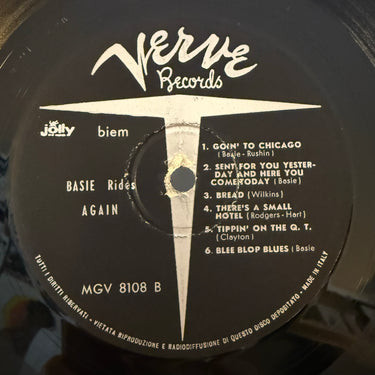 Verve
Records
jolly
biem
BASIE Rides
AGAIN
1. GOIN' TO CHICAGO
(Basie - Rushin)
2. SENT FOR YOU YESTER-
DAY AND HERE YOU
COME TODAY (Basie)
3. BREAD (Wilkins)
4. THERE'S A SMALL
HOTEL (Rodgers - Hart)
5. TIPPIN' ON THE Q. T.
(Clayton)
6. BLEE BLOP BLUES (Basie
MGV 8108 B
TUTTI I DIRITTI RISERVATI - VIETATA RIPRODUZIONE E RADIODIFFUSIONE DI QUESTO DISCO DEPOSITATO - MADE IN ITALY